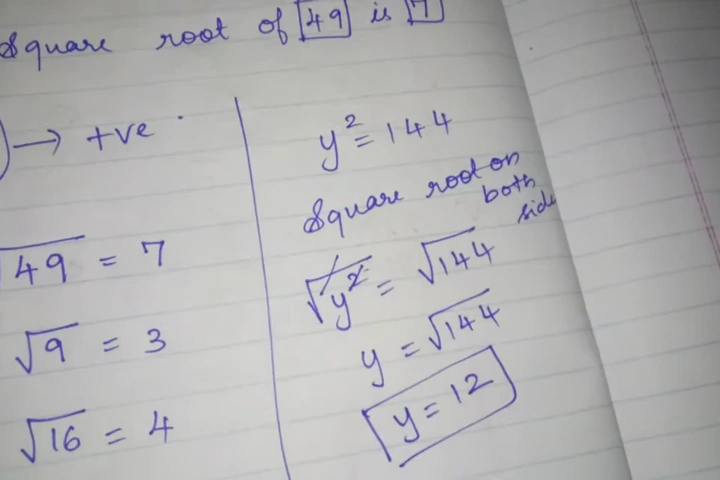 Square root of 49 is 7
) → +ve
√49 = 7
√9 = 3
√16 = 4
y² = 144
Square root on
both
side
√y² = √144
y = √144
y = 12